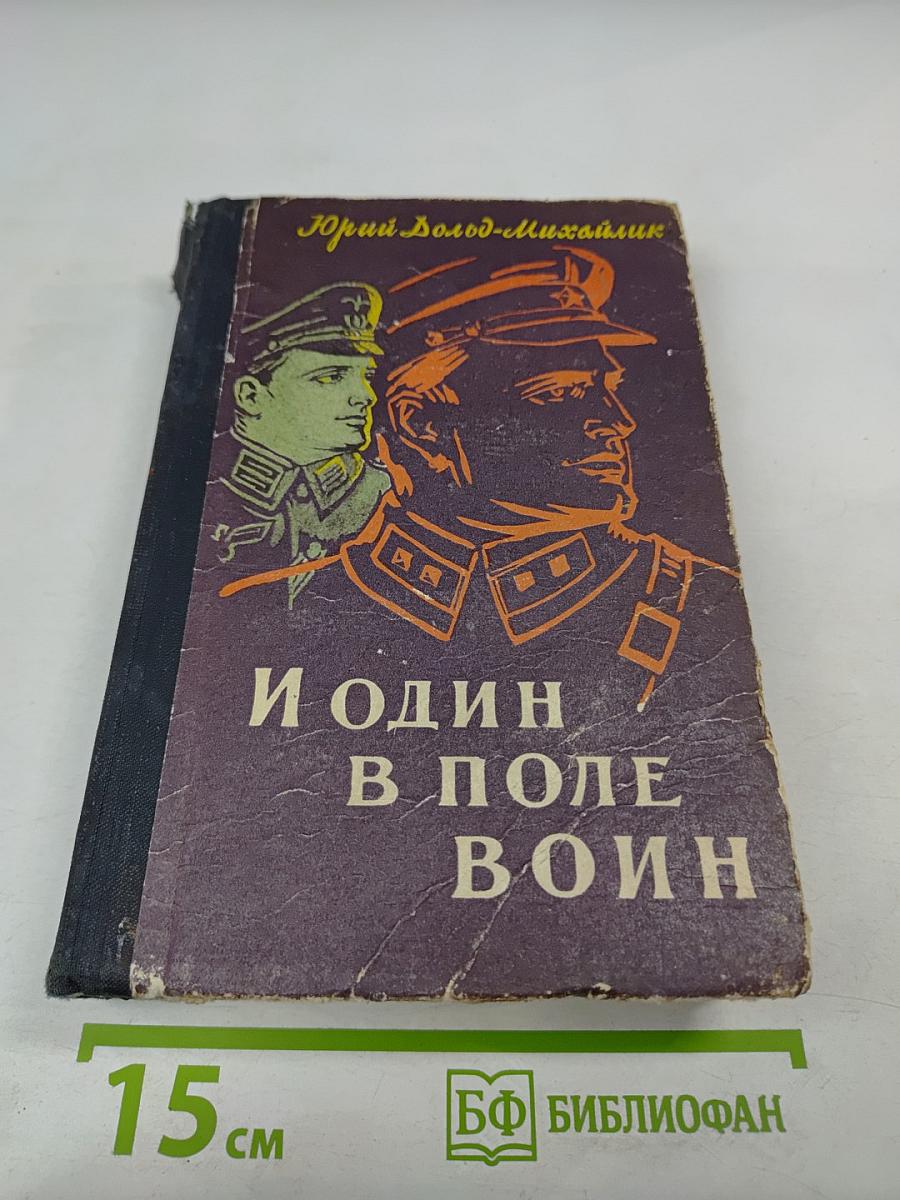 Юрий Дольд-Михайлик
И ОДИН
В ПОЛЕ
ВОИН
15 см
БФ БИБЛИОФАН